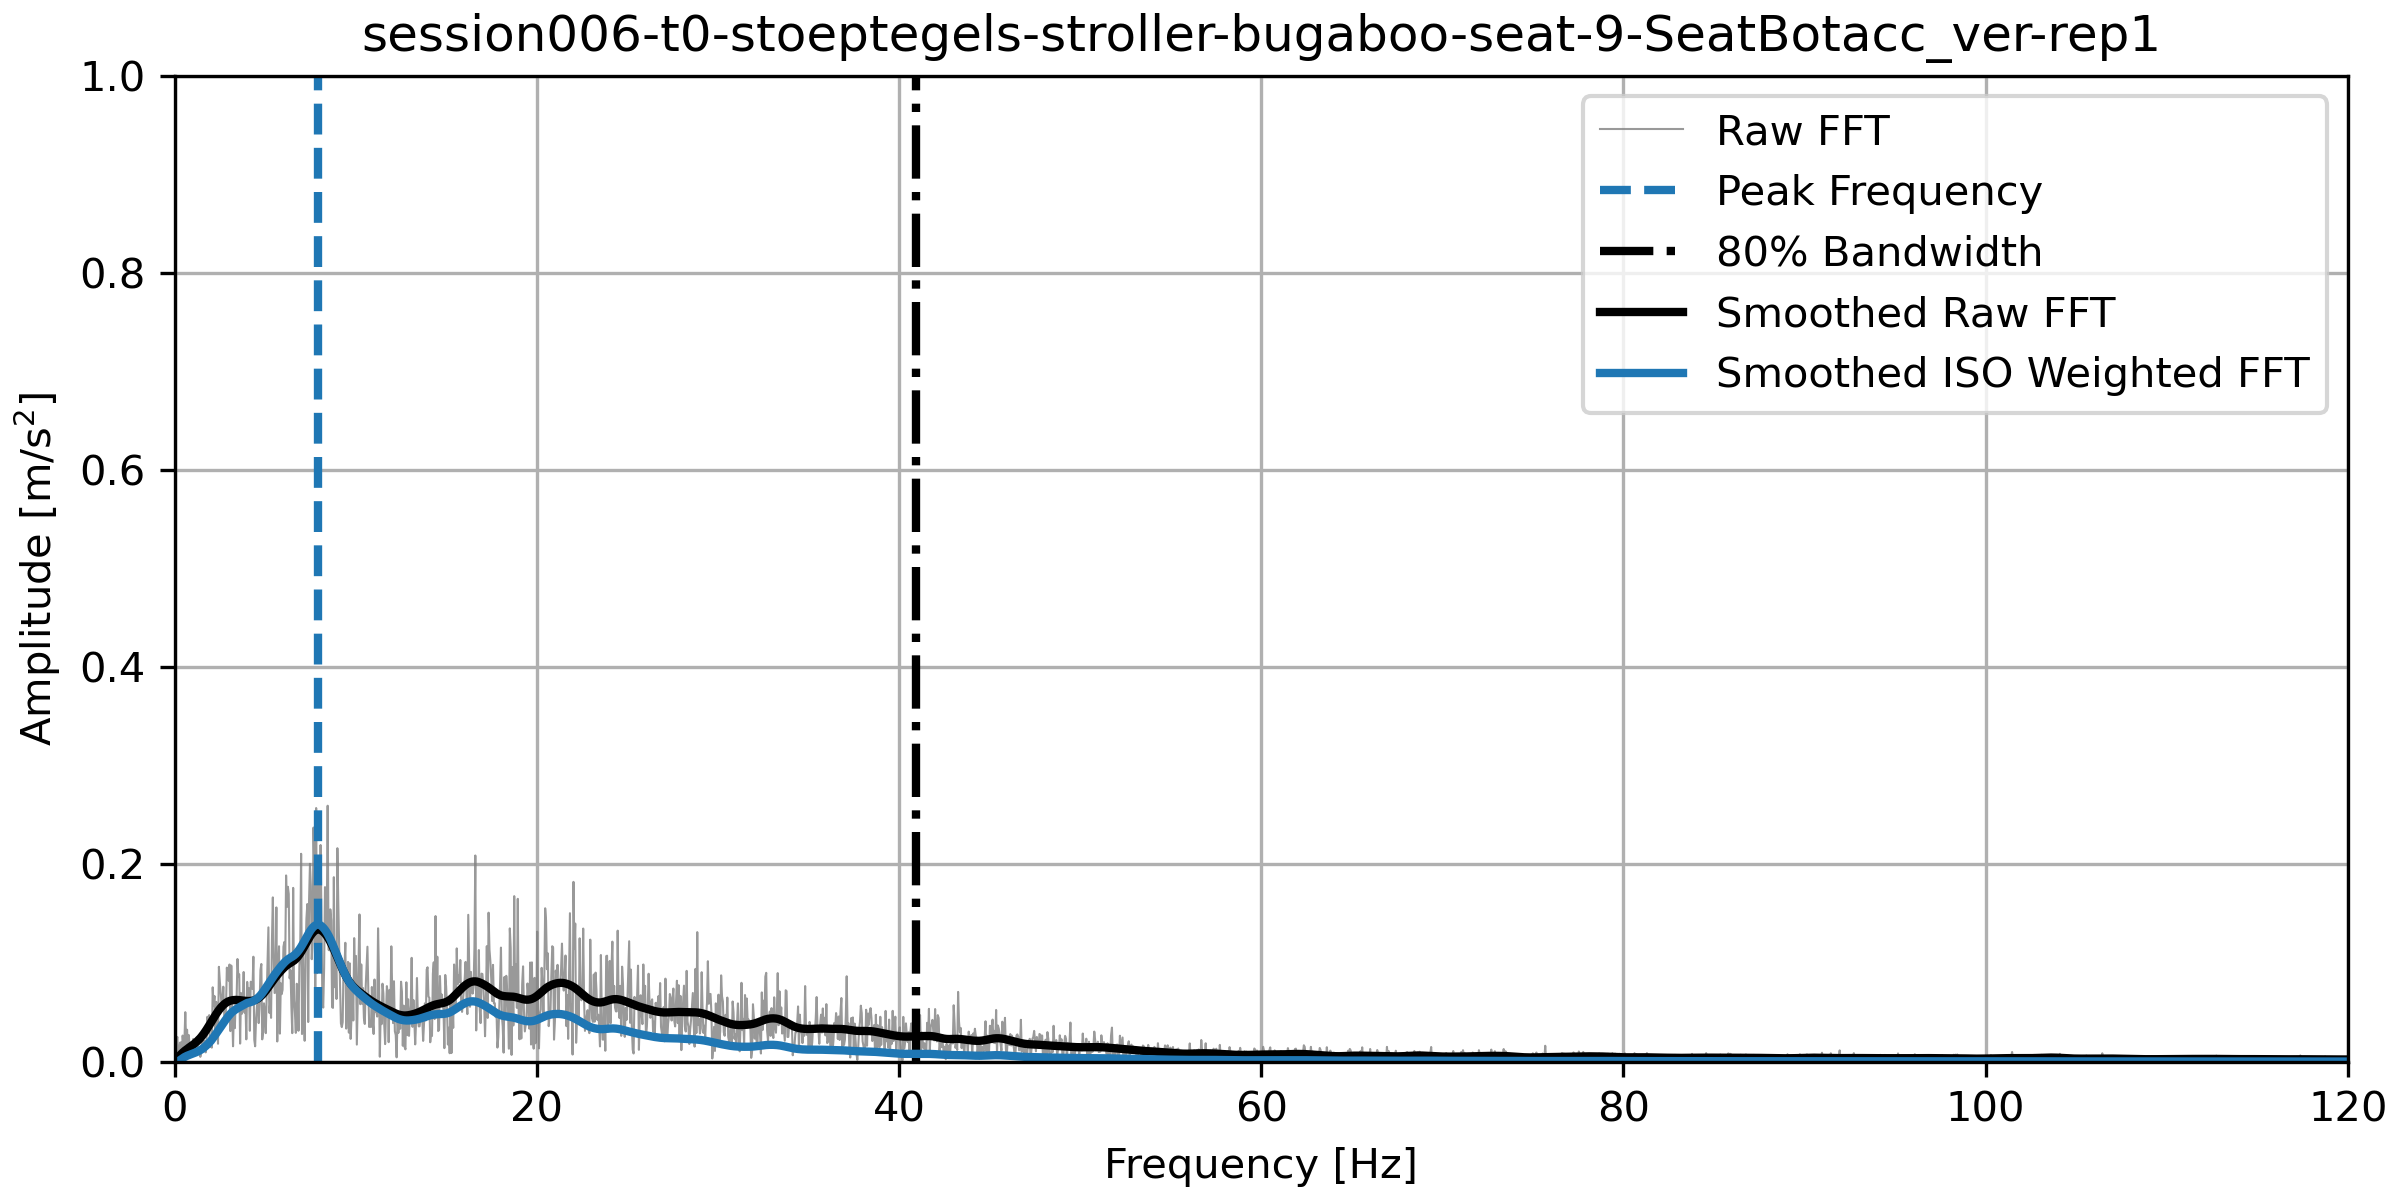 session006-t0-stoeptegels-stroller-bugaboo-seat-9-SeatBotacc_ver-rep1
1.0
0.8
0.6
0.4
0.2
0.0
Amplitude [m/s²]
Raw FFT
Peak Frequency
80% Bandwidth
Smoothed Raw FFT
Smoothed ISO Weighted FFT
0 20 40 60 80 100 120
Frequency [Hz]